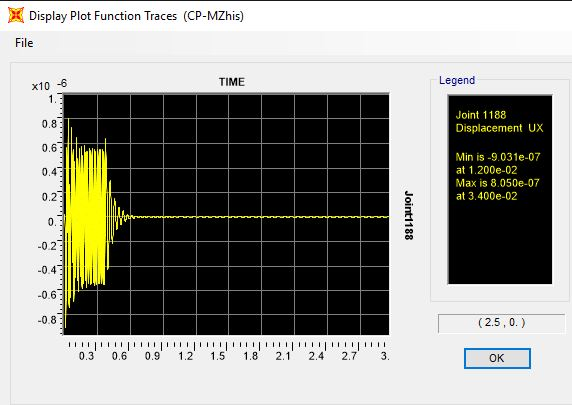 Display Plot Function Traces (CP-MZhis)
File
Legend
x10 -6
TIME
1.
0.8
0.6
0.4
0.2
0.
-0.2
-0.4
-0.6
-0.8
0.3 0.6 0.9 1.2 1.5 1.8 2.1 2.4 2.7 3.
Joint1188
Joint 1188
Displacement UX
Min is -9.031e-07
at 1.200e-02
Max is 8.050e-07
at 3.400e-02
( 2.5 , 0. )
OK